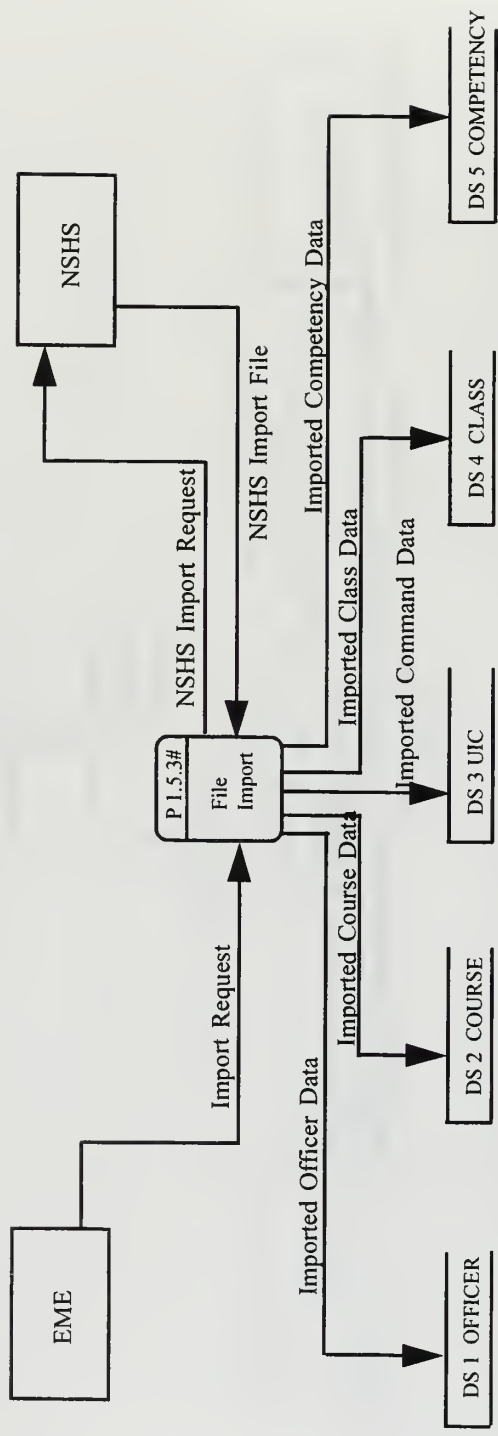 EME
NSHS
Import Request
NSHS Import Request
NSHS Import File
P 1.5.3#
File
Import
Imported Officer Data
Imported Course Data
Imported Command Data
Imported Class Data
Imported Competency Data
DS 1 OFFICER
DS 2 COURSE
DS 3 UIC
DS 4 CLASS
DS 5 COMPETENCY